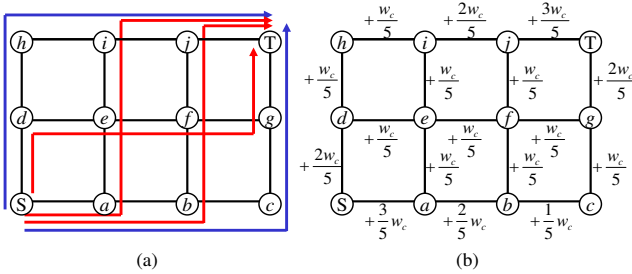 h i j T
d e f g
S a b c
(a)
+w_c/5 +2w_c/5 +3w_c/5
h i j T
+w_c/5 +w_c/5 +w_c/5 +2w_c/5
d e f g
+w_c/5 +w_c/5 +w_c/5
+2w_c/5 +w_c/5 +w_c/5 +w_c/5
S a b c
+3/5 w_c +2/5 w_c +1/5 w_c
(b)